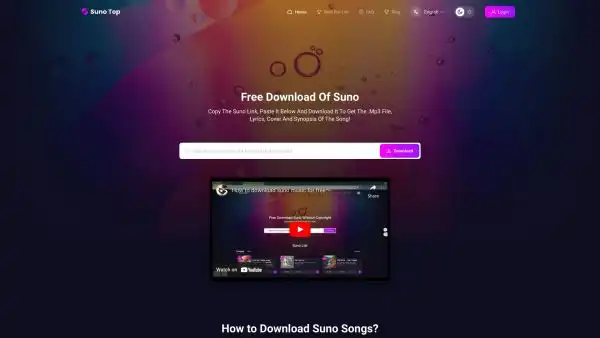 Suno Top
Home
FAQ
Blog
English
Login
Free Download Of Suno
Copy The Suno Link, Paste It Below And Download It To Get The .Mp3 File,
Lyrics, Cover And Synopsis Of The Song!
Download
How to download suno music for free
Share
Free Download Suno Without Copyright
Suno List
Watch on YouTube
How to Download Suno Songs?